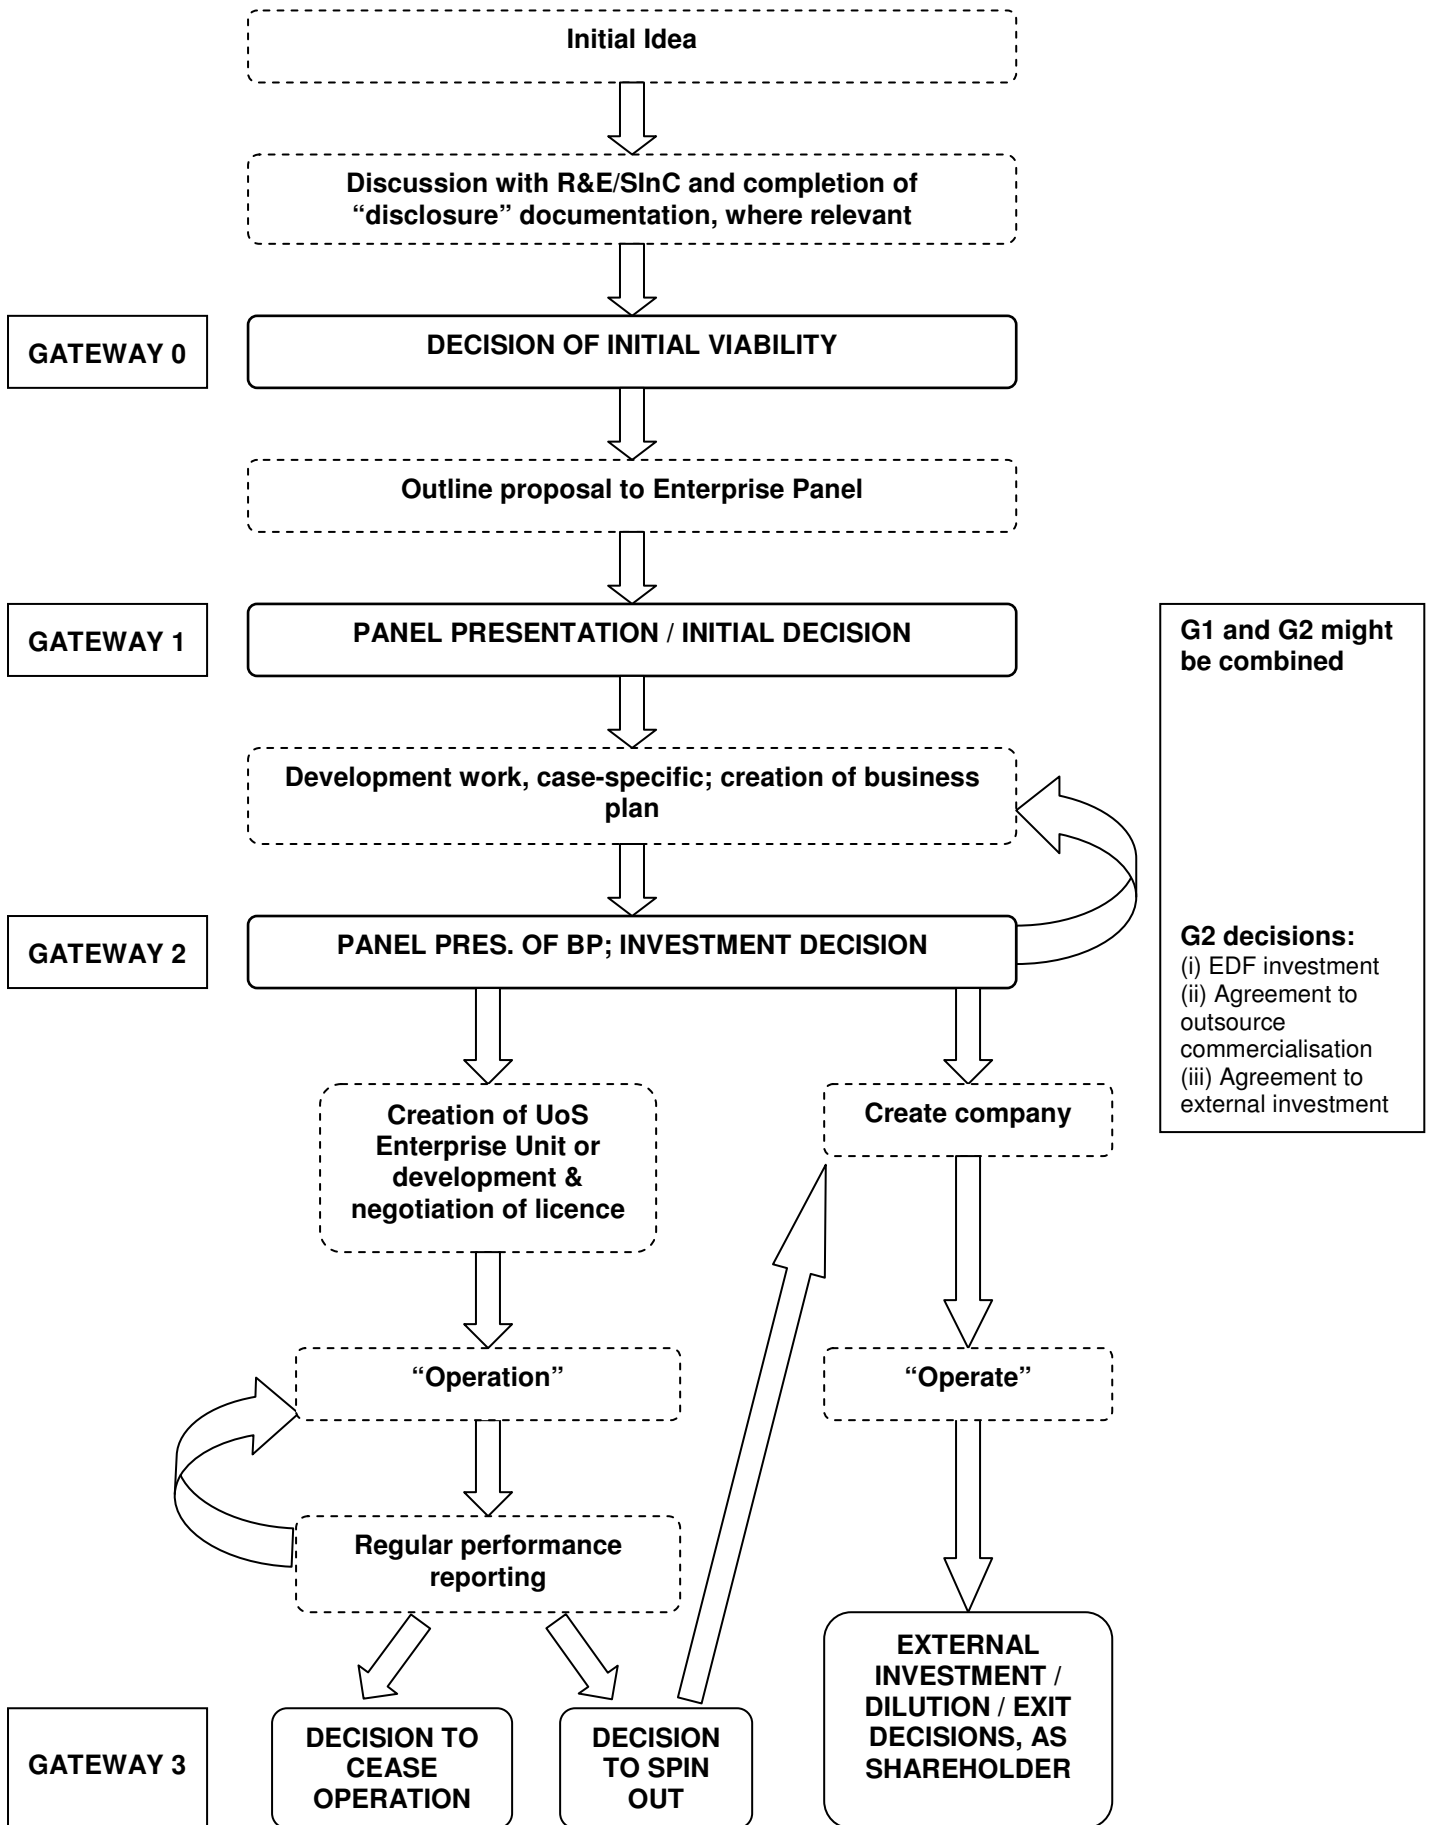 Initial Idea
Discussion with R&E/SInC and completion of
“disclosure” documentation, where relevant
GATEWAY 0
DECISION OF INITIAL VIABILITY
Outline proposal to Enterprise Panel
GATEWAY 1
PANEL PRESENTATION / INITIAL DECISION
G1 and G2 might
be combined
Development work, case-specific; creation of business
plan
GATEWAY 2
PANEL PRES. OF BP; INVESTMENT DECISION
G2 decisions:
(i) EDF investment
(ii) Agreement to
outsource
commercialisation
(iii) Agreement to
external investment
Creation of UoS
Enterprise Unit or
development &
negotiation of licence
Create company
“Operation”
“Operate”
Regular performance
reporting
GATEWAY 3
DECISION TO
CEASE
OPERATION
DECISION
TO SPIN
OUT
EXTERNAL
INVESTMENT /
DILUTION / EXIT
DECISIONS, AS
SHAREHOLDER